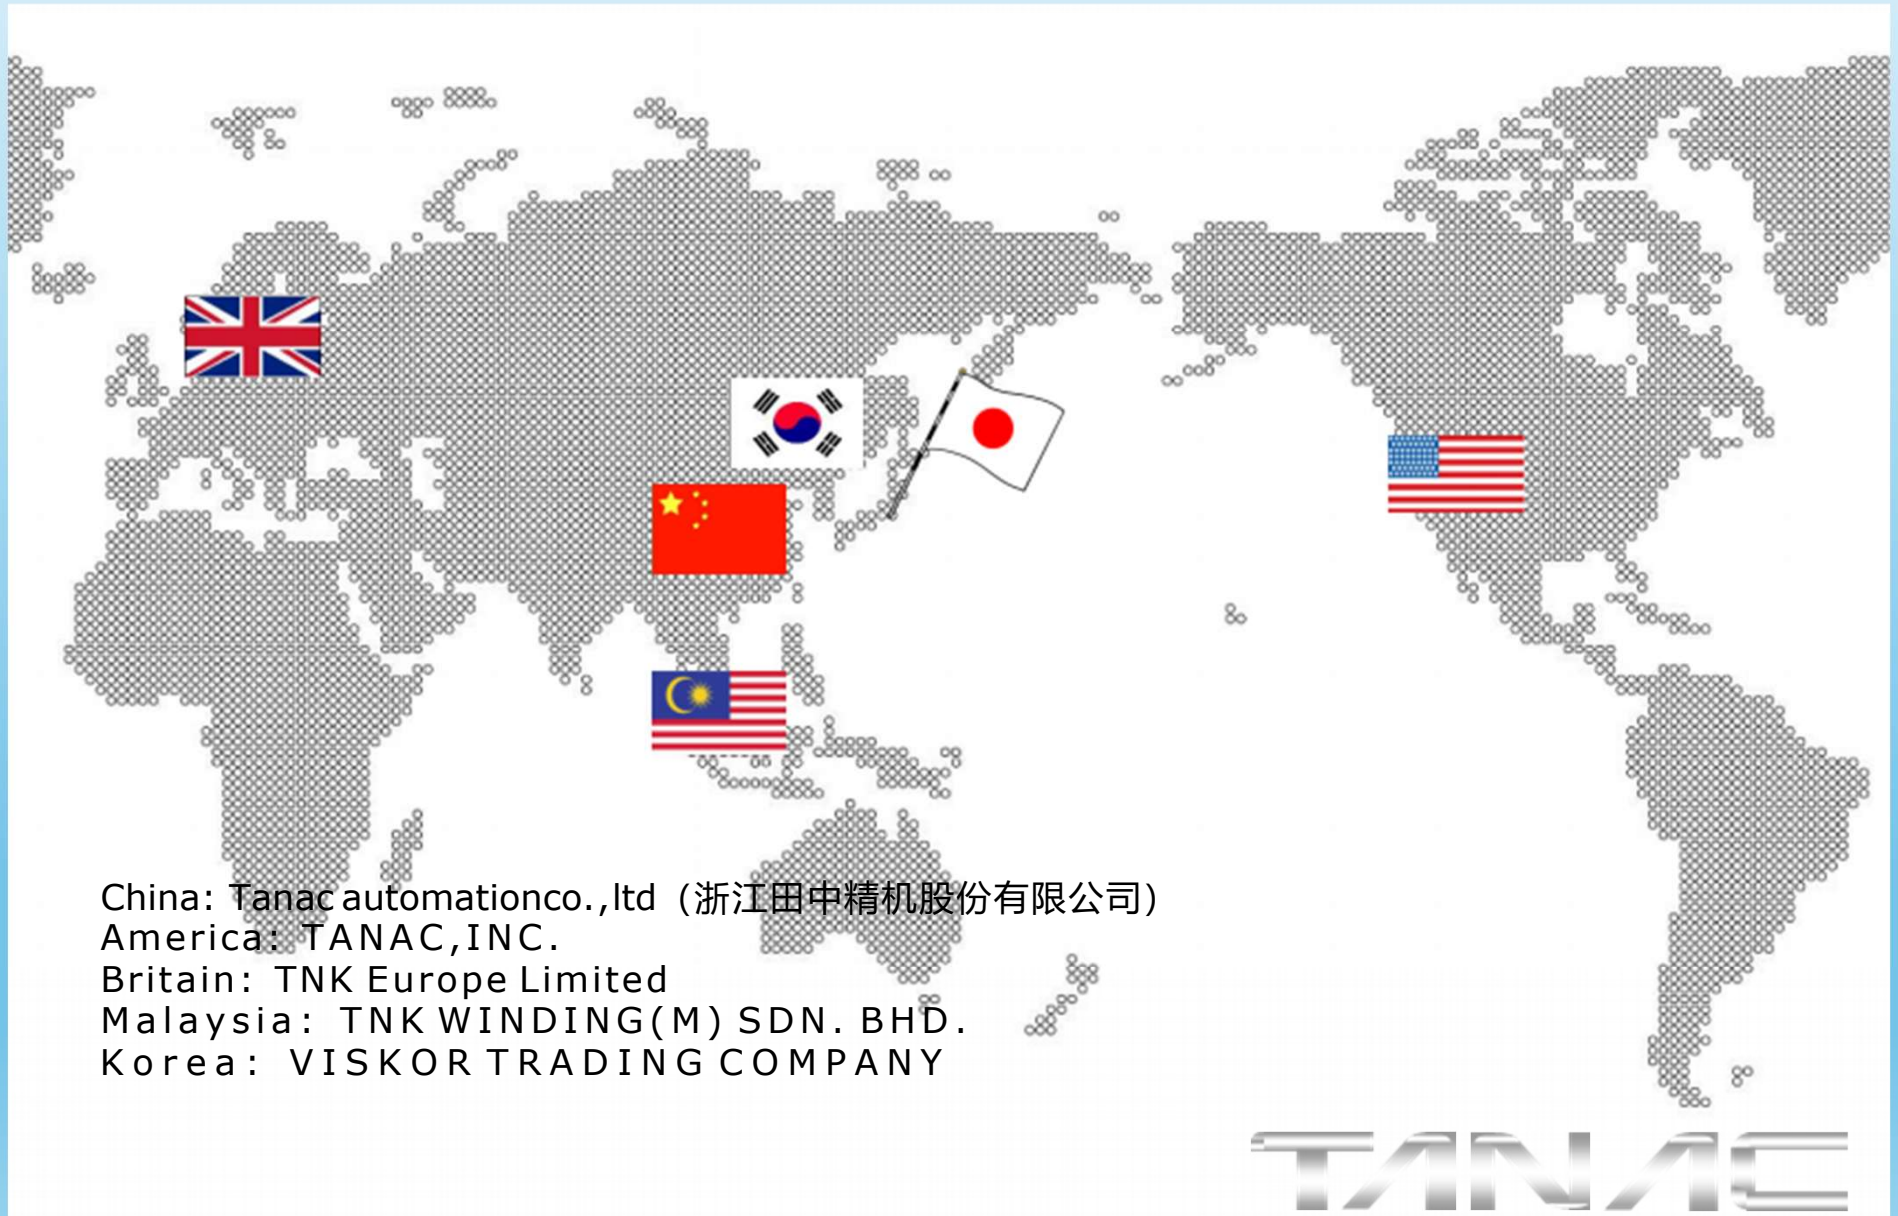 China: Tanac automationco.,ltd（浙江田中精机股份有限公司）
America: TANAC,INC.
Britain: TNK Europe Limited
Malaysia: TNK WINDING(M) SDN. BHD.
Korea: VISKOR TRADING COMPANY
TANAC